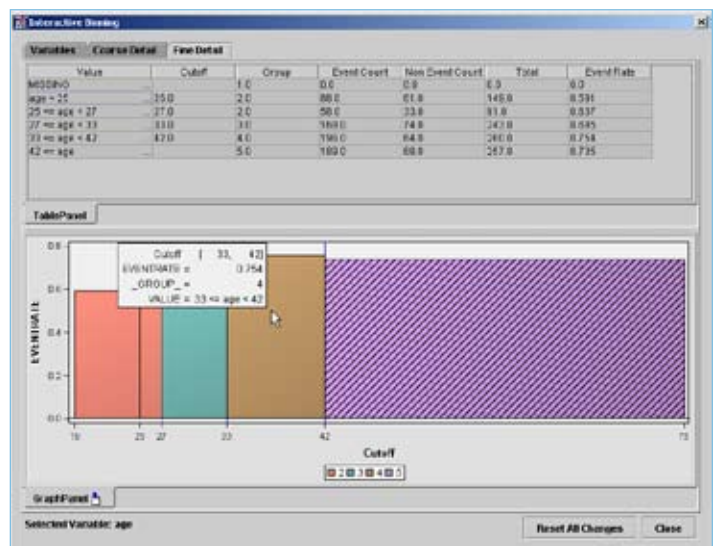 Interactive Binning
Variables Coarse Detail Fine Detail
Value Cutoff Group Event Count Non Event Count Total Event Rate
MISSING ... 1.0 0.0 0.0 0.0 0.0
age < 25 ... 25.0 2.0 88.0 61.0 149.0 0.591
25 <= age < 27 ... 27.0 2.0 58.0 33.0 91.0 0.637
27 <= age < 33 ... 33.0 3.0 74.0 0.695
33 <= age < 42 ... 42.0 4.0 196.0 64.0 260.0 0.754
42 <= age ... 5.0 189.0 68.0 257.0 0.735
TablePanel
Cutoff [ 33, 42]
EVENTRATE = 0.754
_GROUP_ = 4
VALUE = 33 <= age < 42
EVENTRATE
0.8
0.6
0.4
0.2
0.0
25 27 33 42
Cutoff
2 3 4 5
GraphPanel
Selected Variable: age
Reset All Changes Close